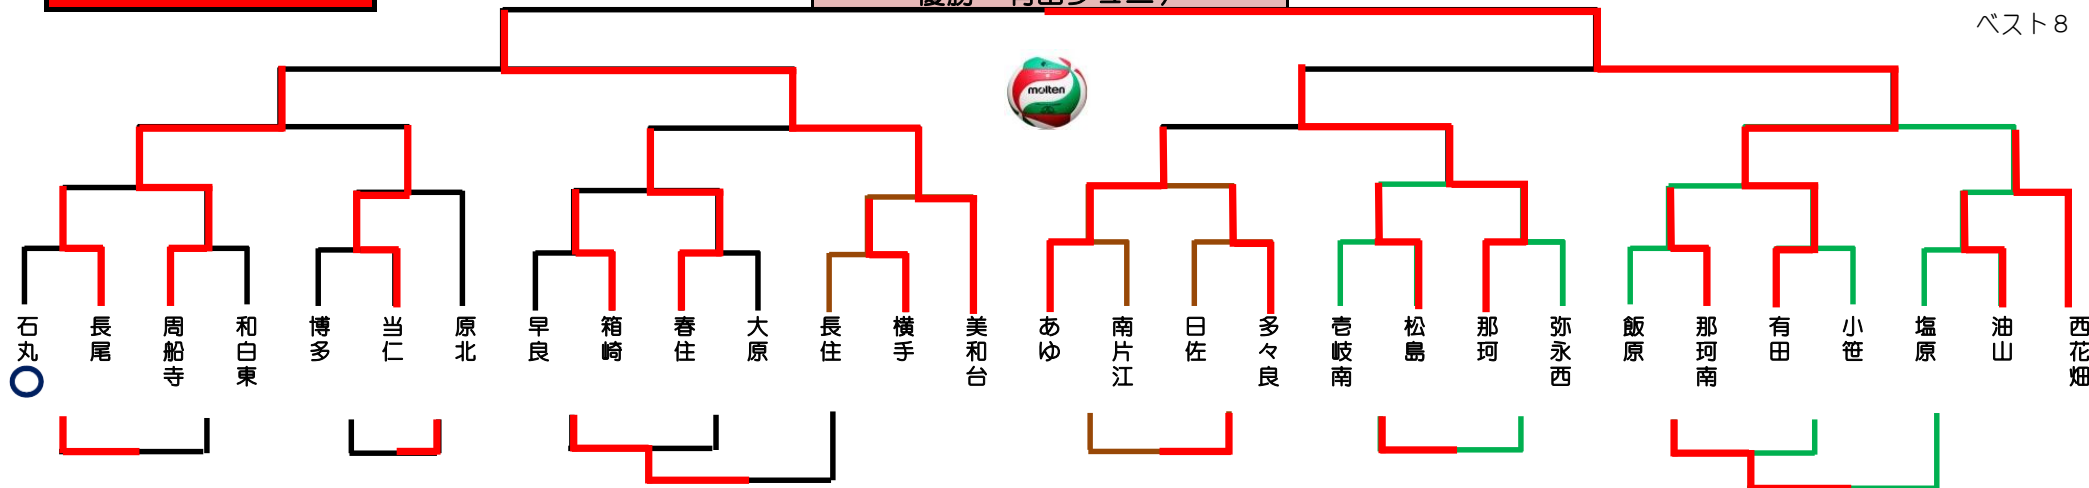 ベスト８
molten
石丸
長尾
周船寺
和白東
博多
当仁
原北
早良
箱崎
春住
大原
長住
横手
美和台
あゆ
南片江
日佐
多々良
壱岐南
松島
那珂
弥永西
飯原
那珂南
有田
小笹
塩原
油山
西花畑